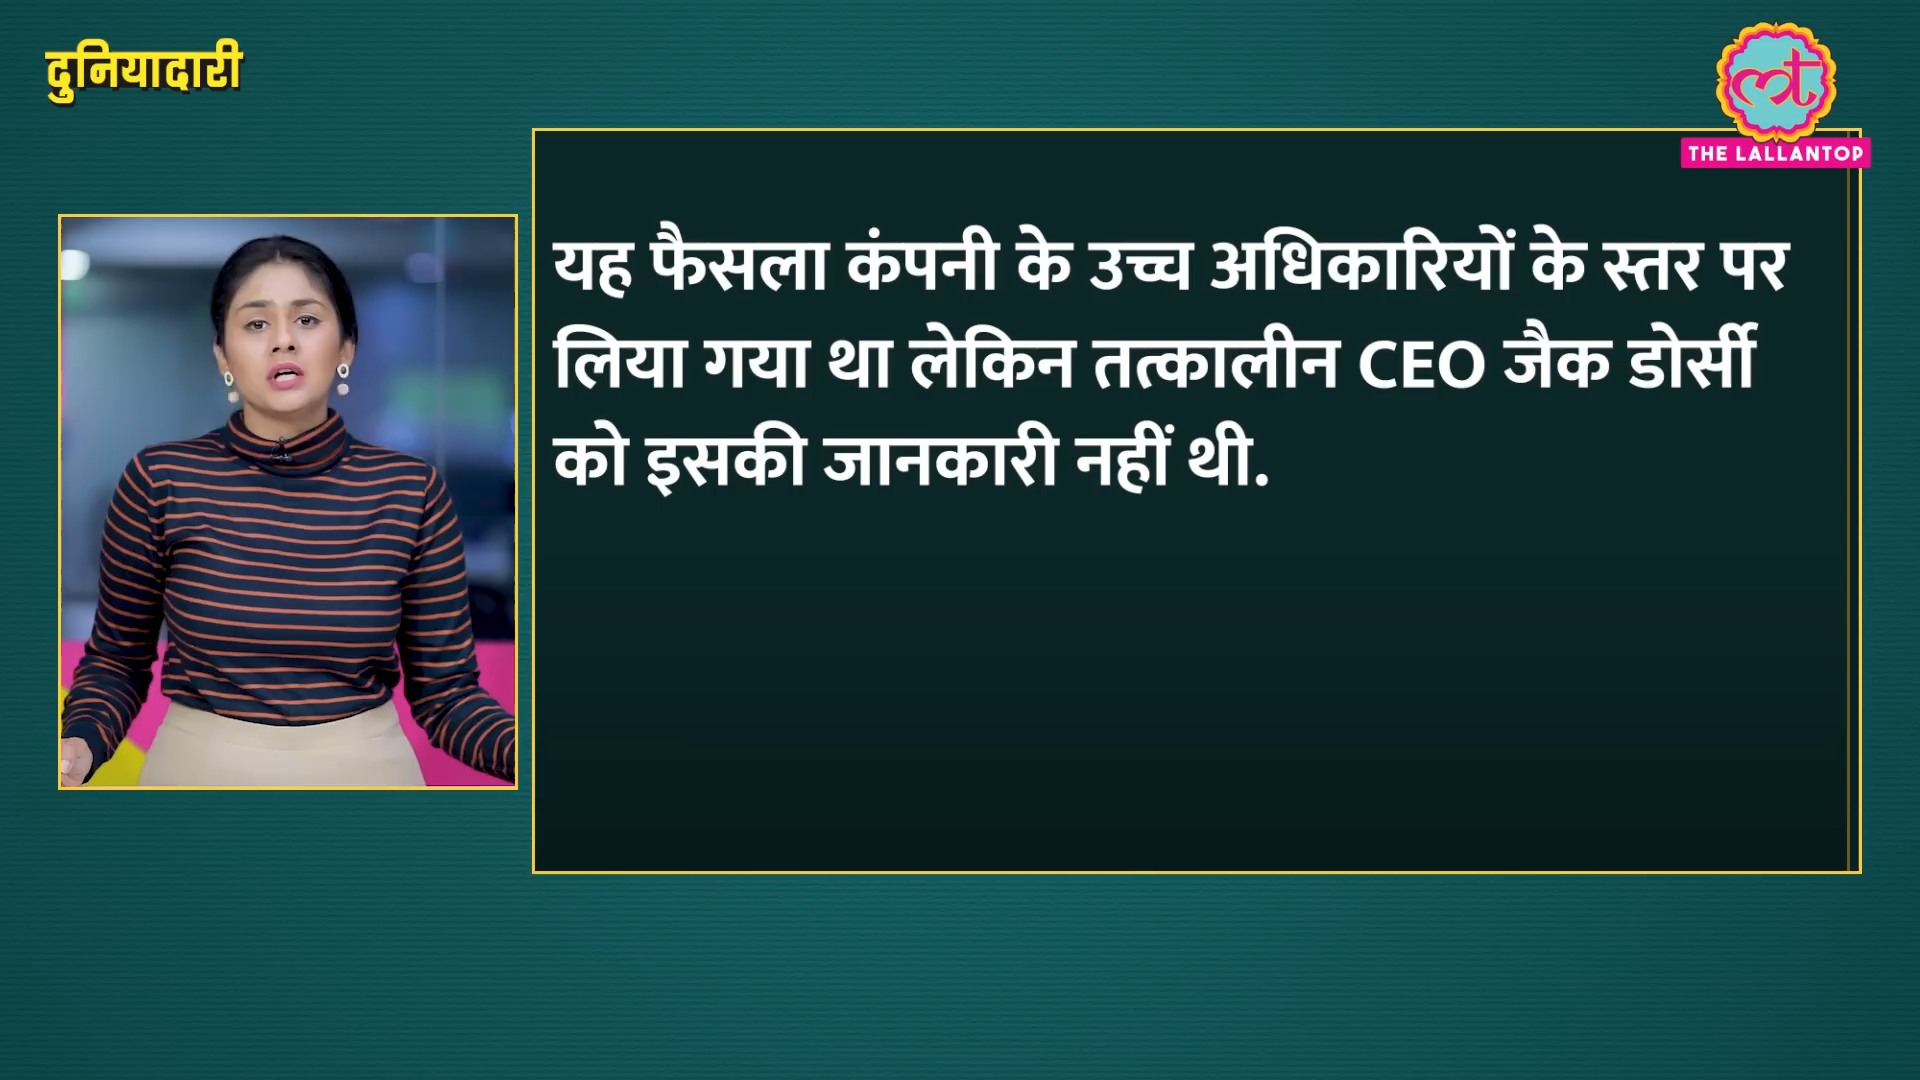 दुनियादारी
THE LALLANTOP
यह फैसला कंपनी के उच्च अधिकारियों के स्तर पर
लिया गया था लेकिन तत्कालीन CEO जैक डोर्सी
को इसकी जानकारी नहीं थी.